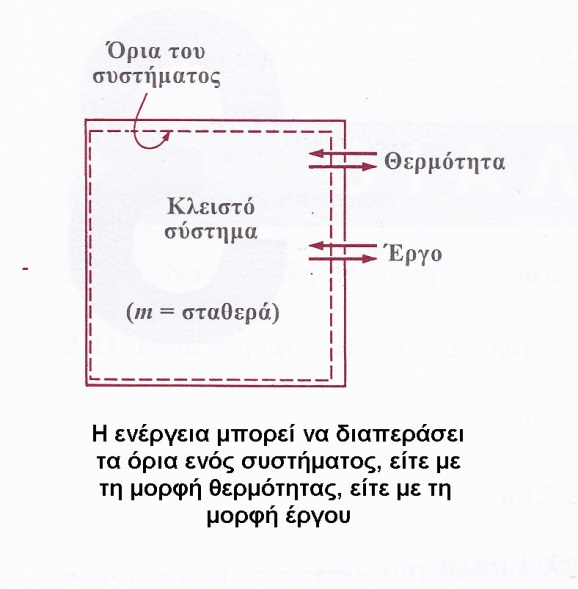 Όρια του
συστήματος
Θερμότητα
Κλειστό
σύστημα
Έργο
(m = σταθερά)
Η ενέργεια μπορεί να διαπεράσει
τα όρια ενός συστήματος, είτε με
τη μορφή θερμότητας, είτε με τη
μορφή έργου